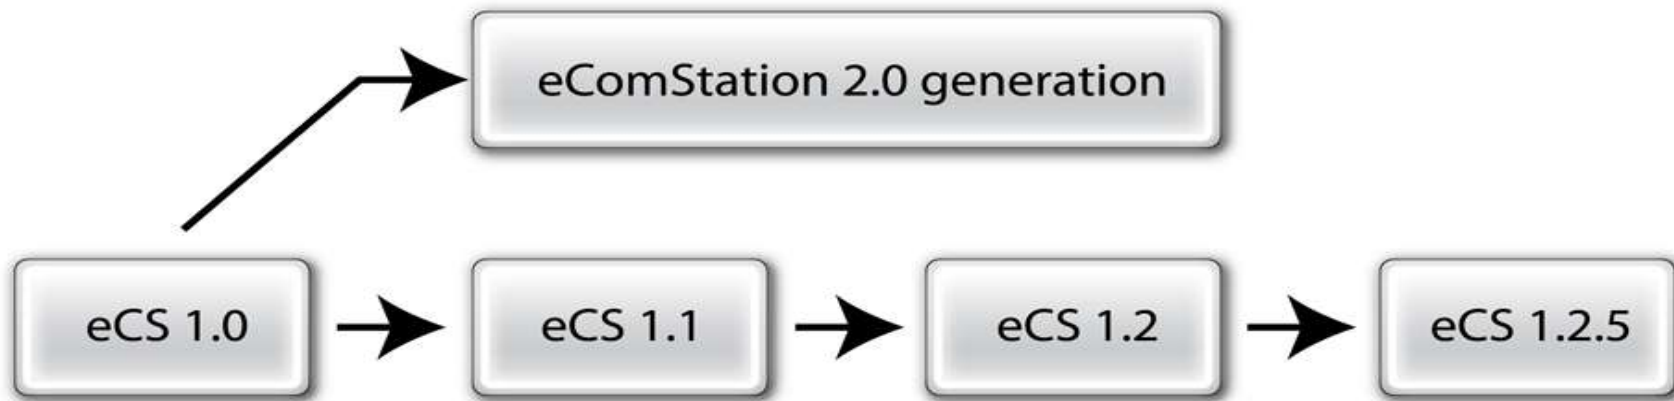 eComStation 2.0 generation
eCS 1.0
eCS 1.1
eCS 1.2
eCS 1.2.5